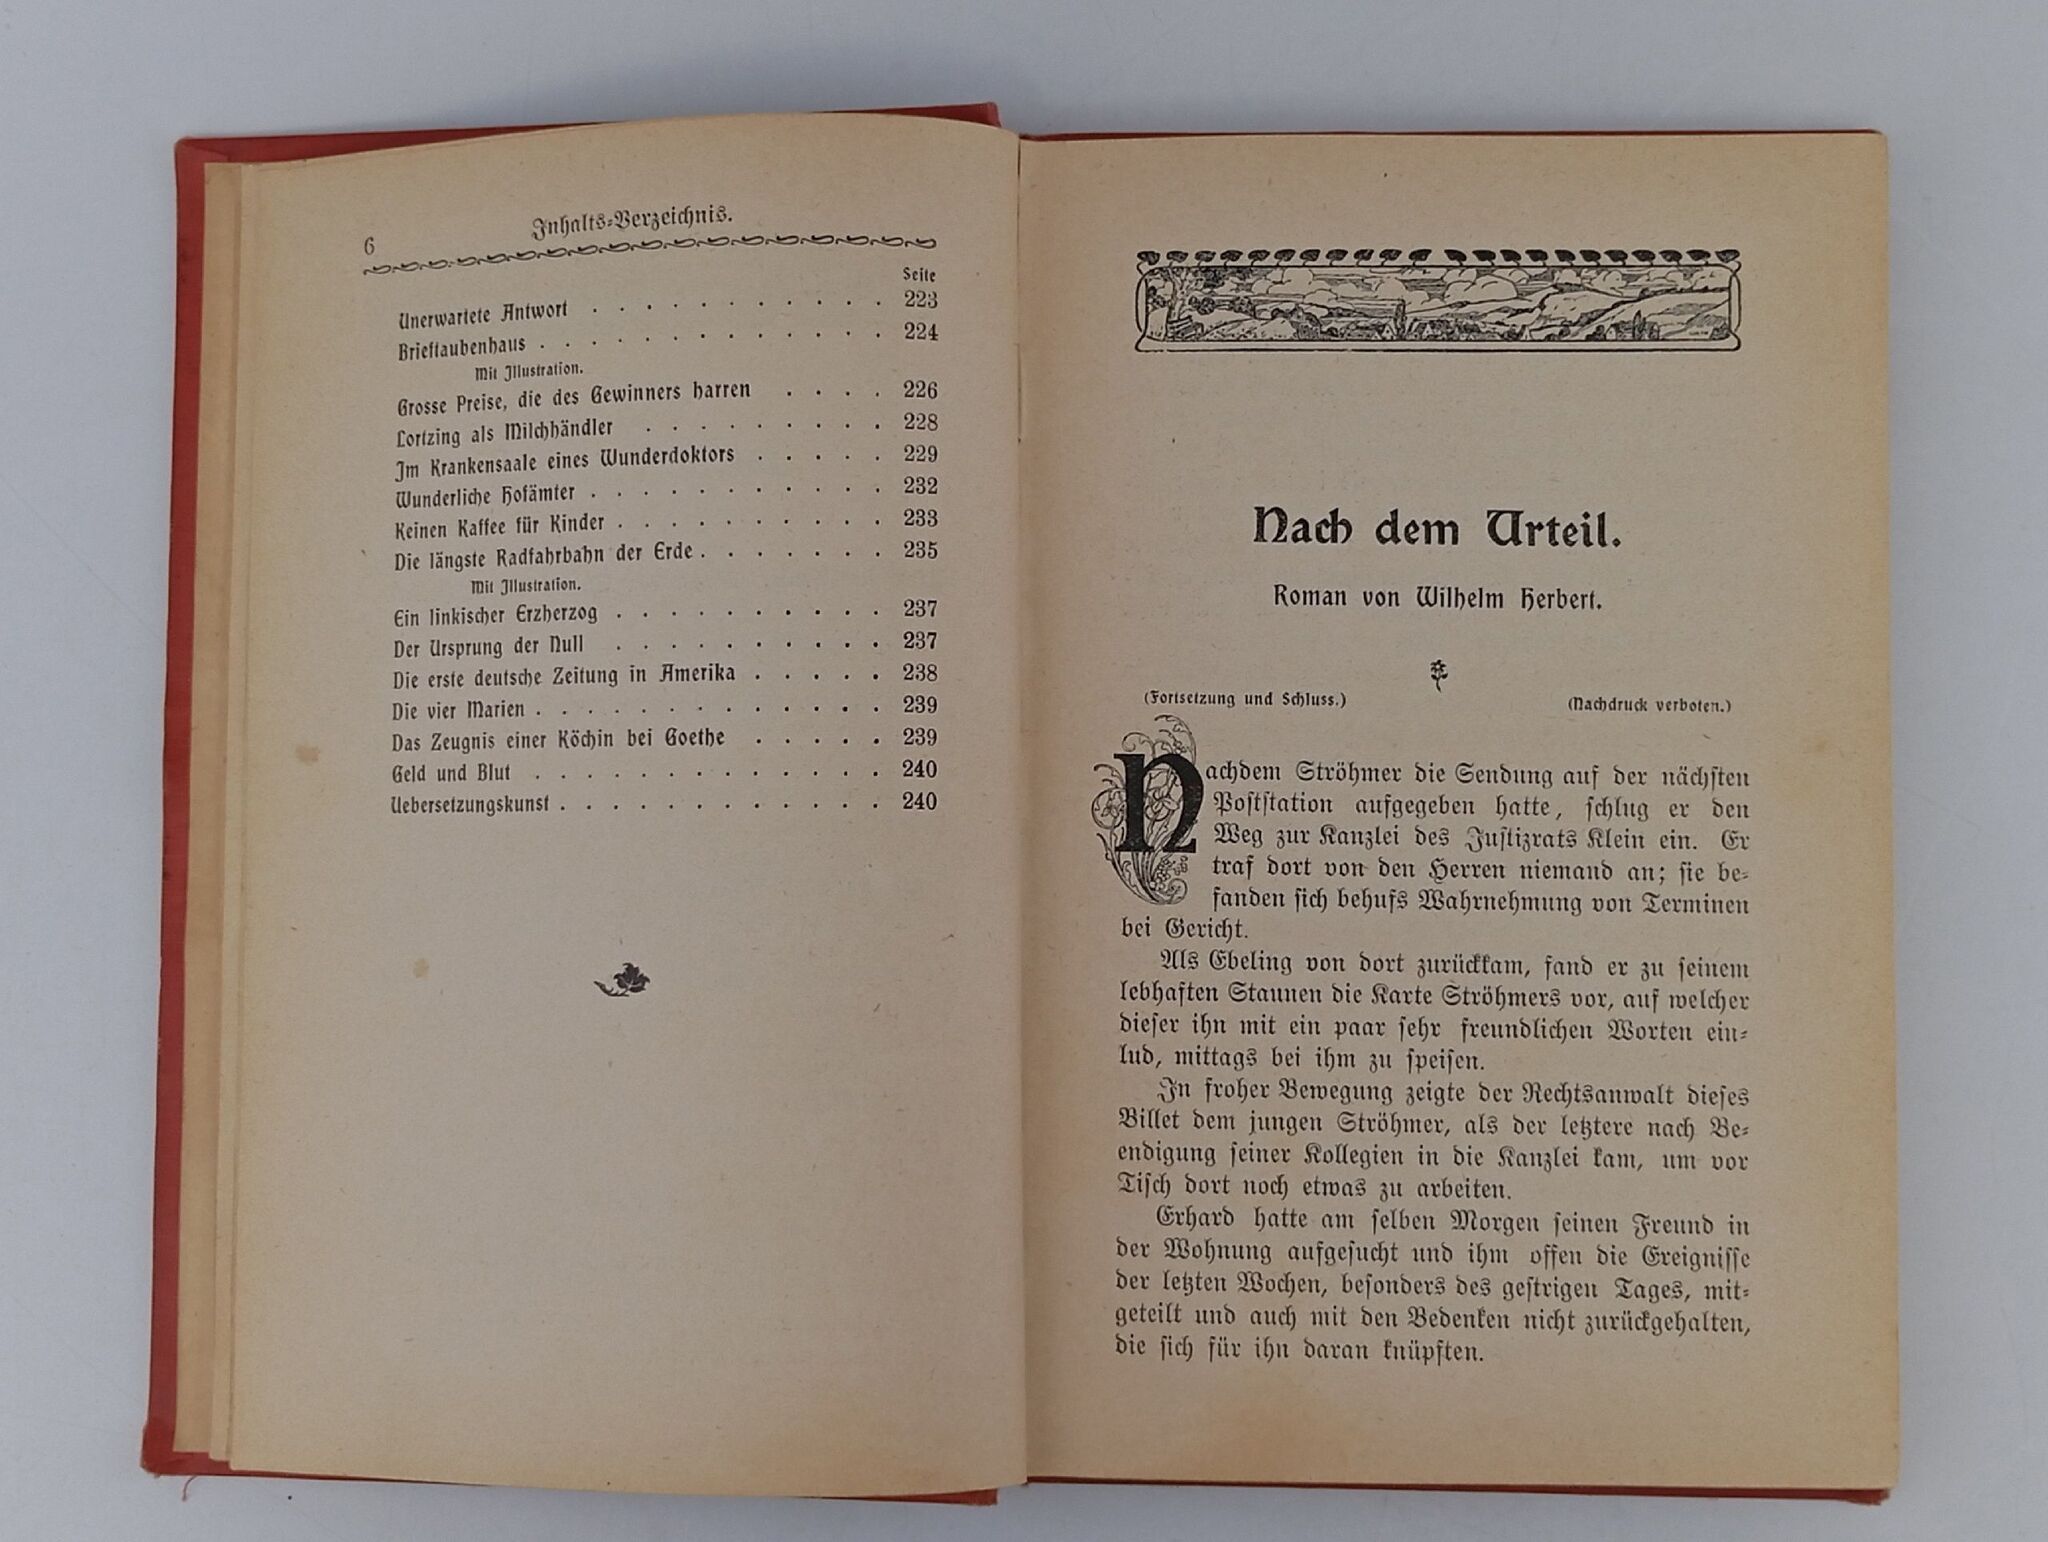 6
Inhalts-Verzeichnis.
Seite
Unerwartete Antwort . . . . . . . . . . . 223
Brieftaubenhaus . . . . . . . . . . . . . 224
Mit Illustration.
Grosse Preise, die des Gewinners harren . . . . 226
Lortzing als Milchhändler . . . . . . . . . 228
Im Krankensaale eines Wunderdoktors . . . . . 229
Wunderliche Hofämter . . . . . . . . . . . 232
Keinen Kaffee für Kinder . . . . . . . . . . 233
Die längste Radfahrbahn der Erde . . . . . . . 235
Mit Illustration.
Ein linkischer Erzherzog . . . . . . . . . . 237
Der Ursprung der Null . . . . . . . . . . 237
Die erste deutsche Zeitung in Amerika . . . . . 238
Die vier Marien . . . . . . . . . . . . . 239
Das Zeugnis einer Köchin bei Goethe . . . . . 239
Geld und Blut . . . . . . . . . . . . . 240
Uebersetzungskunst . . . . . . . . . . . . 240
Nach dem Urteil.
Roman von Wilhelm Herbert.
(Fortsetzung und Schluss.) (Nachdruck verboten.)
Nachdem Ströhmer die Sendung auf der nächſten
Poſtſtation aufgegeben hatte, ſchlug er den
Weg zur Kanzlei des Juſtizrats Klein ein. Er
traf dort von den Herren niemand an; ſie be-
fanden ſich behufs Wahrnehmung von Terminen
bei Gericht.
Als Ebeling von dort zurückkam, fand er zu ſeinem
lebhaften Staunen die Karte Ströhmers vor, auf welcher
dieſer ihn mit ein paar ſehr freundlichen Worten ein-
lud, mittags bei ihm zu ſpeiſen.
In froher Bewegung zeigte der Rechtsanwalt dieſes
Billet dem jungen Ströhmer, als der letztere nach Be-
endigung ſeiner Kollegien in die Kanzlei kam, um vor
Tiſch dort noch etwas zu arbeiten.
Erhard hatte am ſelben Morgen ſeinen Freund in
der Wohnung aufgeſucht und ihm offen die Ereigniſſe
der letzten Wochen, beſonders des geſtrigen Tages, mit-
geteilt und auch mit den Bedenken nicht zurückgehalten,
die ſich für ihn daran knüpften.